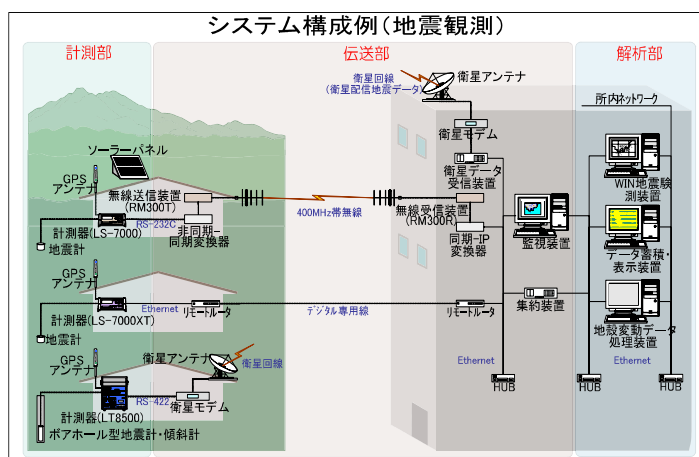 システム構成例(地震観測)
計測部
伝送部
解析部
衛星回線
(衛星配信地震データ)
衛星アンテナ
所内ネットワーク
衛星モデム
ソーラーパネル
GPS
アンテナ
無線送信装置
(RM300T)
400MHz帯無線
衛星データ
受信装置
無線受信装置
(RM300R)
WIN地震験
測装置
RS-232C
計測器(LS-7000)
地震計
非同期-
同期変換器
同期-IP
変換器
監視装置
データ蓄積・
表示装置
GPS
アンテナ
Ethernet
計測器(LS-7000XT)
リモートルータ
デジタル専用線
リモートルータ
集約装置
地震計
地殻変動データ
処理装置
GPS
アンテナ
衛星アンテナ
衛星回線
Ethernet
Ethernet
RS-422
計測器(LT8500)
衛星モデム
HUB
HUB
HUB
ボアホール型地震計・傾斜計